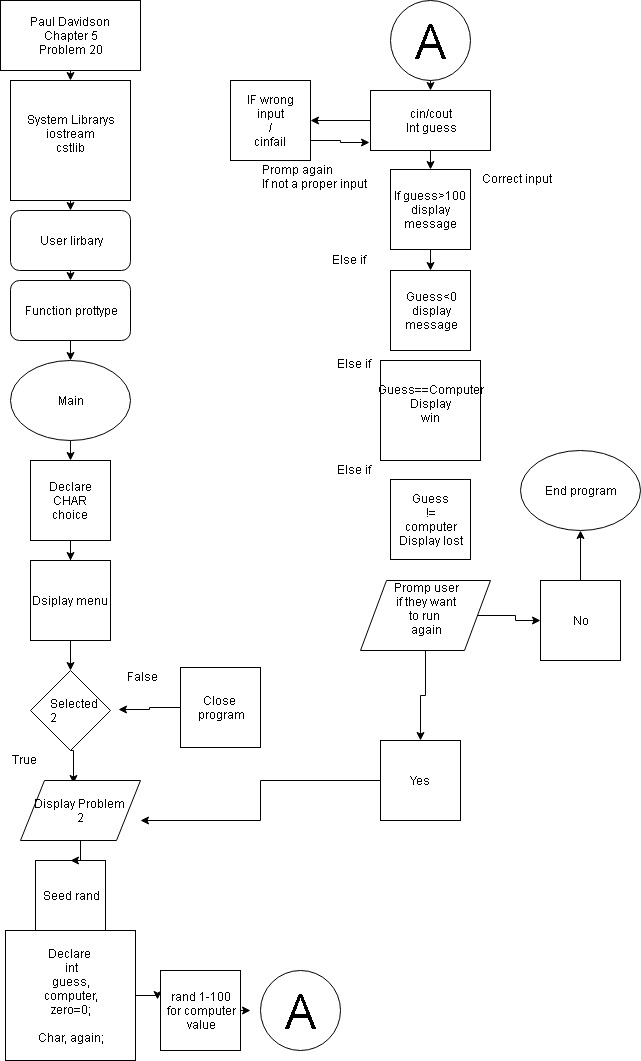 Paul Davidson
Chapter 5
Problem 20
System Librarys
iostream
cstlib
User lirbary
Function prottype
Main
Declare
CHAR
choice
Dsiplay menu
Selected
2
False
Close
program
True
Display Problem
2
Seed rand
Declare
int
guess,
computer,
zero=0;
Char, again;
rand 1-100
for computer
value
A
A
cin/cout
Int guess
IF wrong
input
/
cinfail
Promp again
If not a proper input
Correct input
If guess>100
display
message
Else if
Guess<0
display
message
Else if
Guess==Computer
Display
win
Else if
Guess
!=
computer
Display lost
Promp user
if they want
to run
again
No
End program
Yes